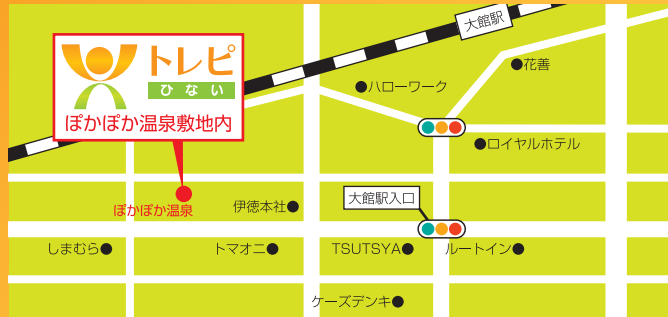 大館駅
トレピ
ひない
ぽかぽか温泉敷地内
花善
ハローワーク
ロイヤルホテル
ぽかぽか温泉
伊徳本社
大館駅入口
しまむら
トマオニ
TSUTSYA
ルートイン
ケーズデンキ